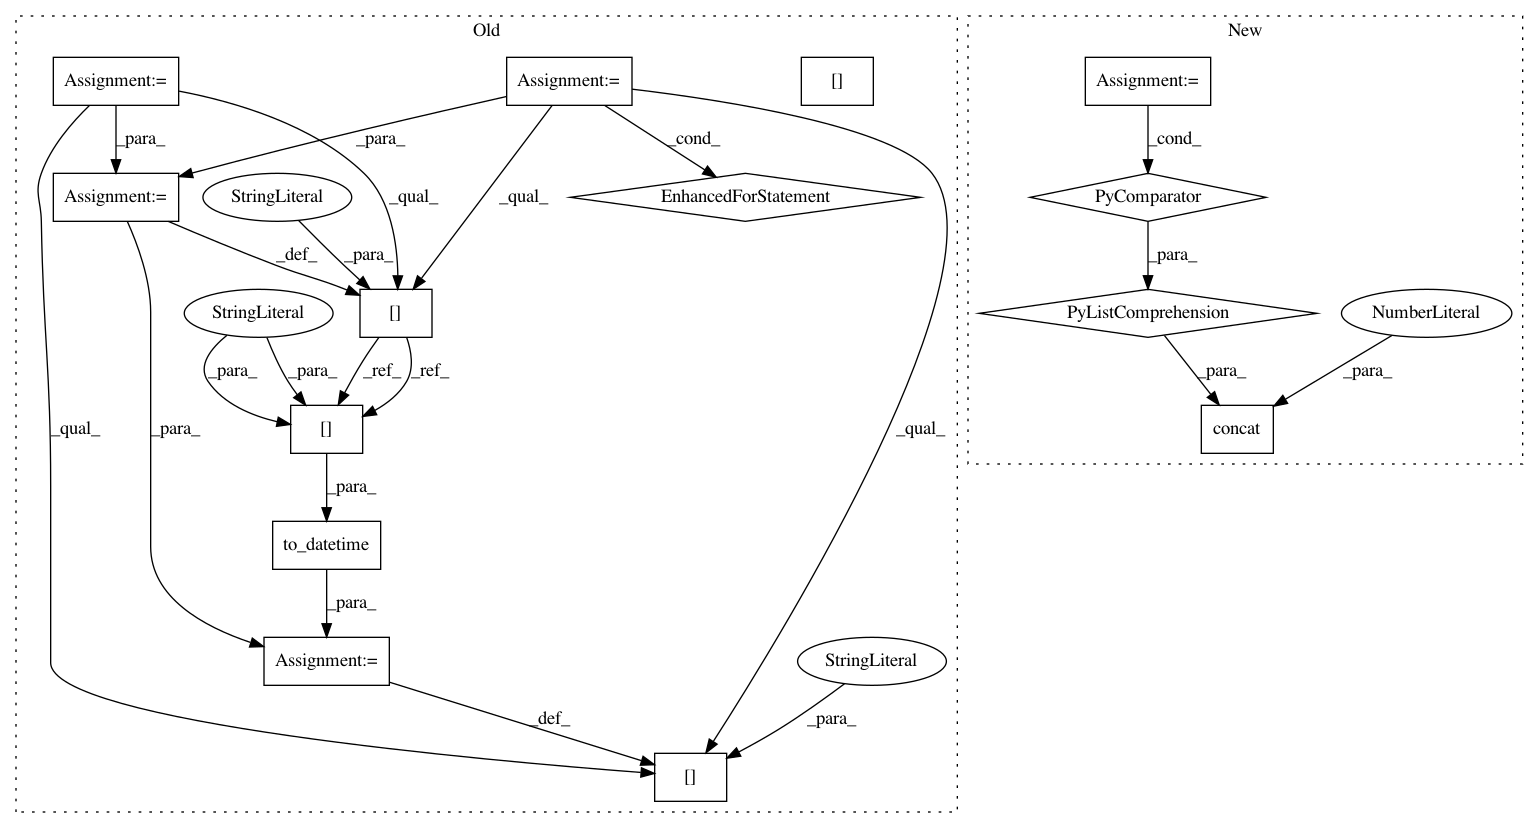 Old
New
Assignment:=
Assignment:=
[]
Assignment:=
_para_
_para_
_cond_
_cond_
Assignment:=
StringLiteral
_qual_
_qual_
EnhancedForStatement
PyComparator
_def_
_para_
_para_
StringLiteral
[]
PyListComprehension
NumberLiteral
_para_
_para_
_ref_
_ref_
_para_
_para_
_qual_
_para_
[]
_qual_
concat
_para_
to_datetime
_para_
Assignment:=
StringLiteral
_def_
_para_
[]